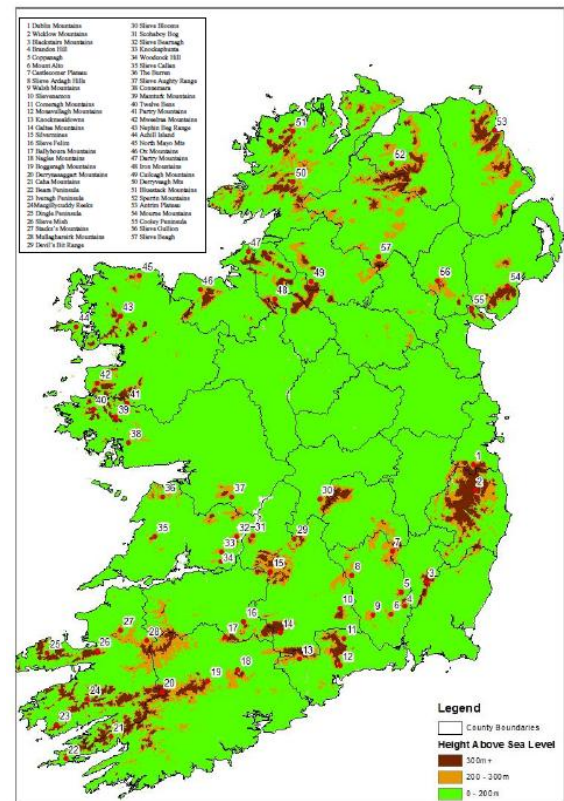 1 Dublin Mountains
2 Wicklow Mountains
3 Blackstairs Mountains
4 Brandon Hill
5 Coppanagh
6 Mount Alto
7 Castlecomer Plateau
8 Slieve Ardagh Hills
9 Walsh Mountains
10 Slievenamon
11 Comeragh Mountains
12 Monavullagh Mountains
13 Knockmealdowns
14 Galtee Mountains
15 Silvermines
16 Slieve Felim
17 Ballyhoura Mountains
18 Nagles Mountains
19 Boggeragh Mountains
20 Derrynasaggart Mountains
21 Caha Mountains
22 Beara Peninsula
23 Iveragh Peninsula
24 Macgillycuddy Reeks
25 Dingle Peninsula
26 Slieve Mish
27 Stacks's Mountains
28 Mullaghareirk Mountains
29 Devil's Bit Range
30 Slieve Blooms
31 Scohaboy Bog
32 Slieve Bearnagh
33 Knockaphunta
34 Woodcock Hill
35 Slieve Callan
36 The Burren
37 Slieve Aughty Range
38 Connemara
39 Mamturk Mountains
40 Twelve Bens
41 Partry Mountains
42 Mweelrea Mountains
43 Nephin Beg Range
44 Achill Island
45 North Mayo Mts
46 Ox Mountains
47 Dartry Mountains
48 Iron Mountains
49 Cuilcagh Mountains
50 Derryveagh Mts
51 Bluestack Mountains
52 Sperrin Mountains
53 Antrim Plateau
54 Mourne Mountains
55 Cooley Peninsula
56 Slieve Gullion
57 Slieve Beagh
51
53
52
50
47
57
45
49
46
56
54
48
55
43
44
42
41
40
39
38
1
2
36
37
30
35
32
31
29
7
33
34
15
8
3
5
4
10
6
9
16
27
14
11
17
28
25
26
13
12
18
19
20
24
23
21
22
Legend
County Boundaries
Height Above Sea Level
300m+
200 - 300m
0 - 200m